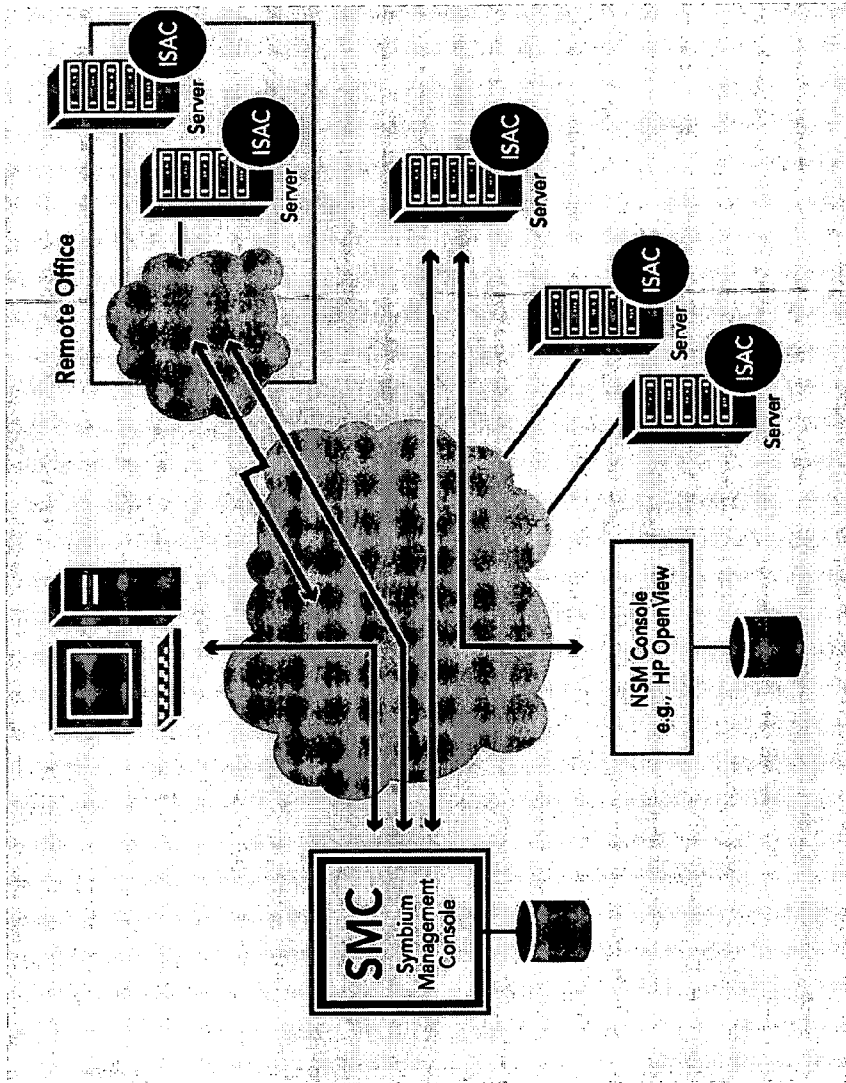 Remote Office
ISAC
Server
ISAC
Server
ISAC
Server
ISAC
Server
ISAC
Server
SMC
Symbium
Management
Console
NSM Console
e.g., HP OpenView